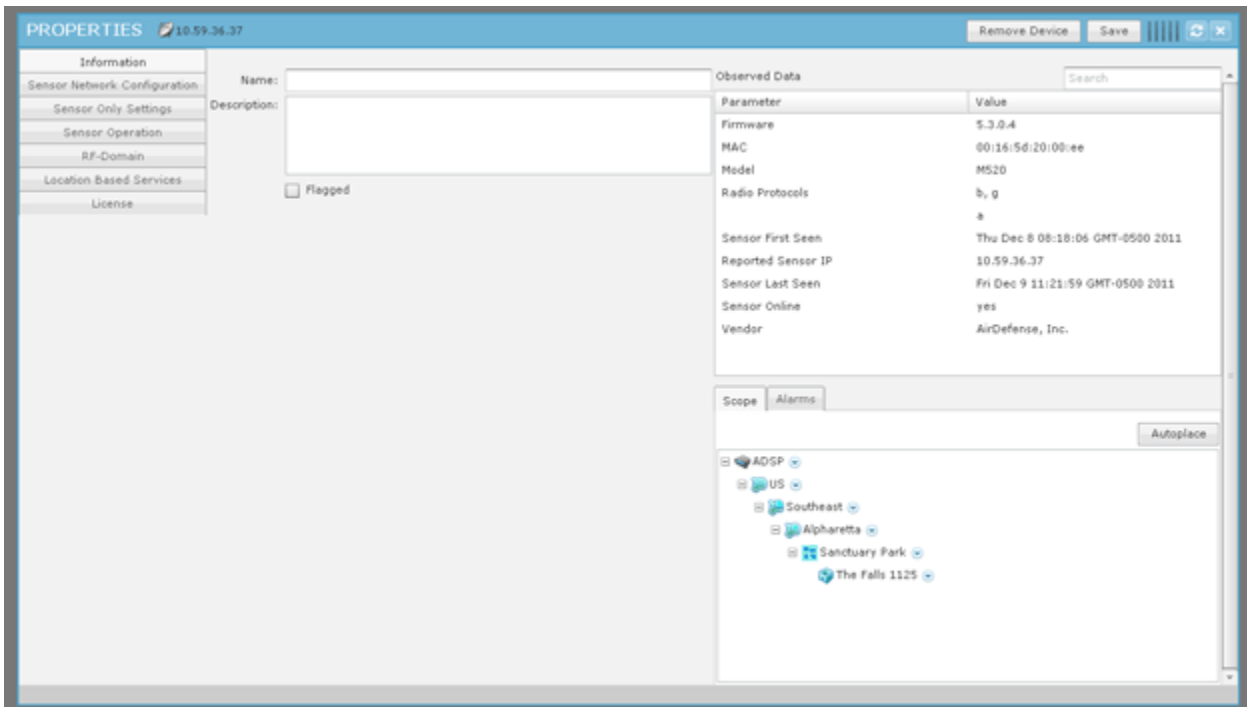 PROPERTIES 10.59.36.37 Remove Device Save
Information
Sensor Network Configuration
Sensor Only Settings
Sensor Operation
RF-Domain
Location Based Services
License
Name:
Description:
Flagged
Observed Data Search
Parameter Value
Firmware 5.3.0.4
MAC 00:16:5d:20:00:ee
Model M520
Radio Protocols b, g
a
Sensor First Seen Thu Dec 8 08:18:06 GMT-0500 2011
Reported Sensor IP 10.59.36.37
Sensor Last Seen Fri Dec 9 11:21:59 GMT-0500 2011
Sensor Online yes
Vendor AirDefense, Inc.
Scope Alarms
Autoplace
ADSP
US
Southeast
Alpharetta
Sanctuary Park
The Falls 1125